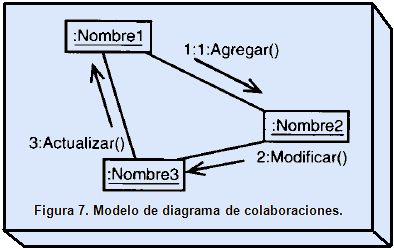 :Nombre1
1:1:Agregar()
:Nombre2
3:Actualizar()
2:Modificar()
:Nombre3
Figura 7. Modelo de diagrama de colaboraciones.